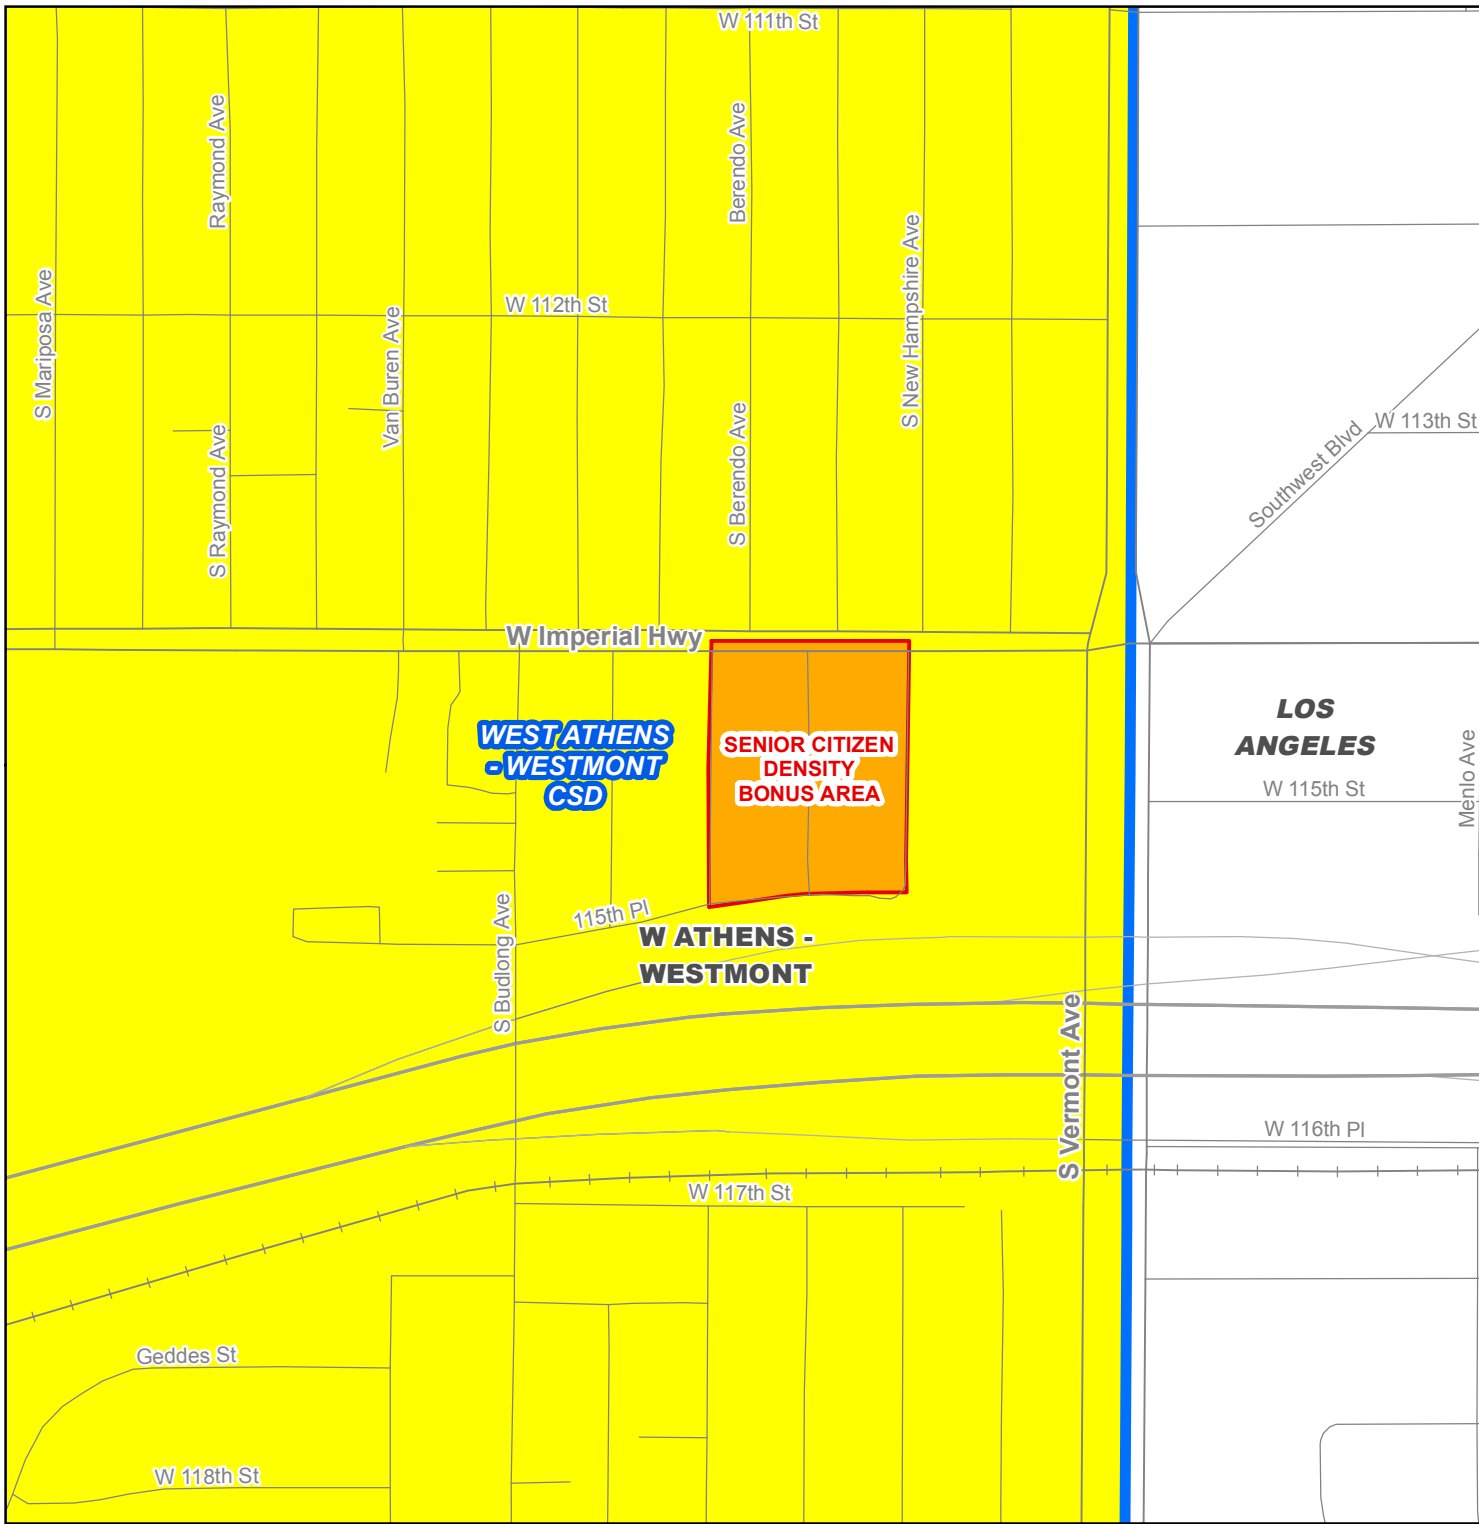 W 111th St
Raymond Ave
Berendo Ave
S New Hampshire Ave
S Mariposa Ave
W 112th St
Van Buren Ave
S Raymond Ave
S Berendo Ave
W 113th St
Southwest Blvd
W Imperial Hwy
WEST ATHENS
- WESTMONT
CSD
SENIOR CITIZEN
DENSITY
BONUS AREA
LOS
ANGELES
W 115th St
Menlo Ave
115th Pl
S Budlong Ave
W ATHENS -
WESTMONT
S Vermont Ave
W 116th Pl
W 117th St
Geddes St
W 118th St